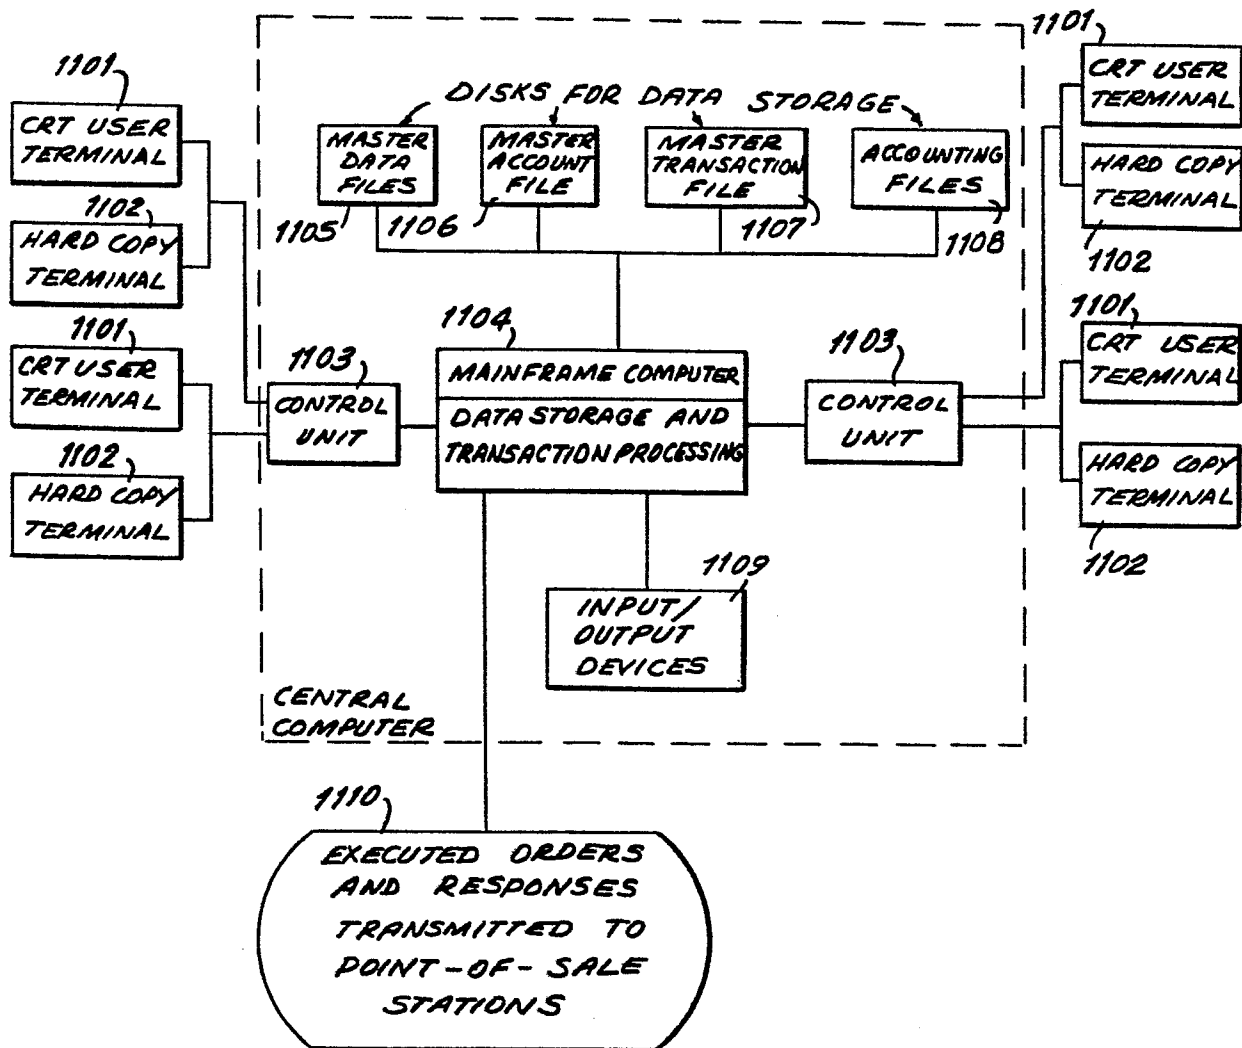 1101
CRT USER
TERMINAL
1102
HARD COPY
TERMINAL
1101
CRT USER
TERMINAL
1102
HARD COPY
TERMINAL
DISKS FOR DATA STORAGE
MASTER
DATA
FILES
1105
MASTER
ACCOUNT
FILE
1106
MASTER
TRANSACTION
FILE
1107
ACCOUNTING
FILES
1108
1103
CONTROL
UNIT
1104
MAINFRAME COMPUTER
DATA STORAGE AND
TRANSACTION PROCESSING
1103
CONTROL
UNIT
1109
INPUT/
OUTPUT
DEVICES
CENTRAL
COMPUTER
1101
CRT USER
TERMINAL
HARD COPY
TERMINAL
1102
1101
CRT USER
TERMINAL
HARD COPY
TERMINAL
1102
1110
EXECUTED ORDERS
AND RESPONSES
TRANSMITTED TO
POINT-OF-SALE
STATIONS